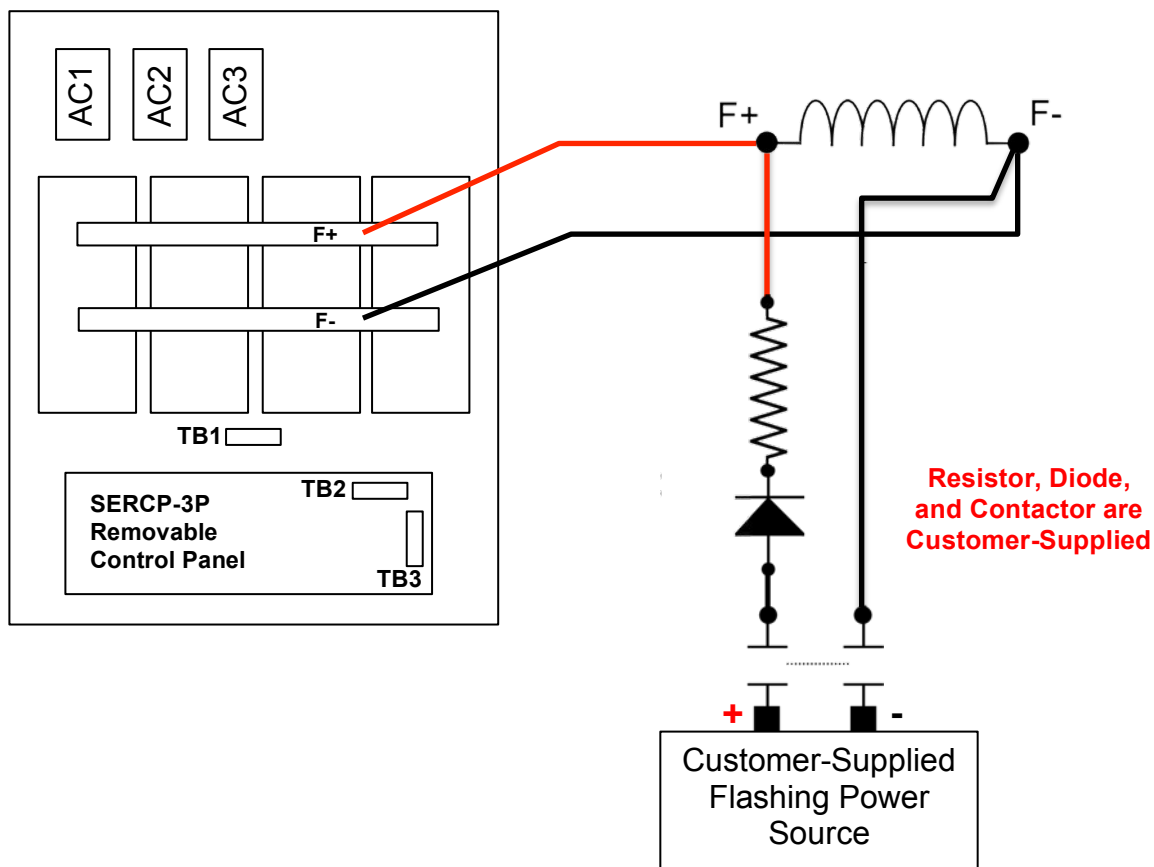 AC1
AC2
AC3
F+
F-
F+
F-
TB1
SERCP-3P
Removable
Control Panel
TB2
TB3
Resistor, Diode,
and Contactor are
Customer-Supplied
+
-
Customer-Supplied
Flashing Power
Source